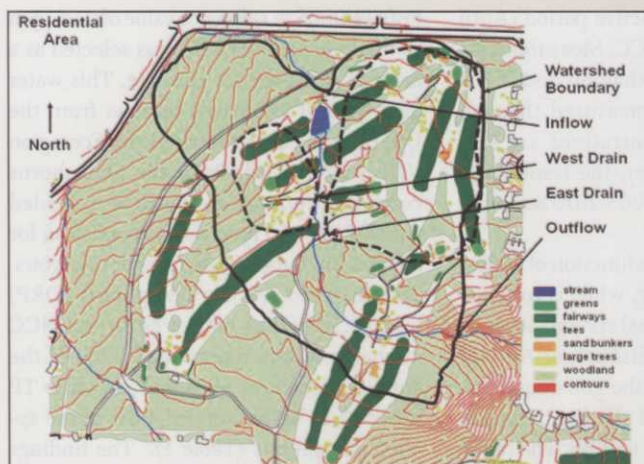 Residential
Area
North
Watershed
Boundary
Inflow
West Drain
East Drain
Outflow
stream
greens
fairways
tees
sand bunkers
large trees
woodland
contours